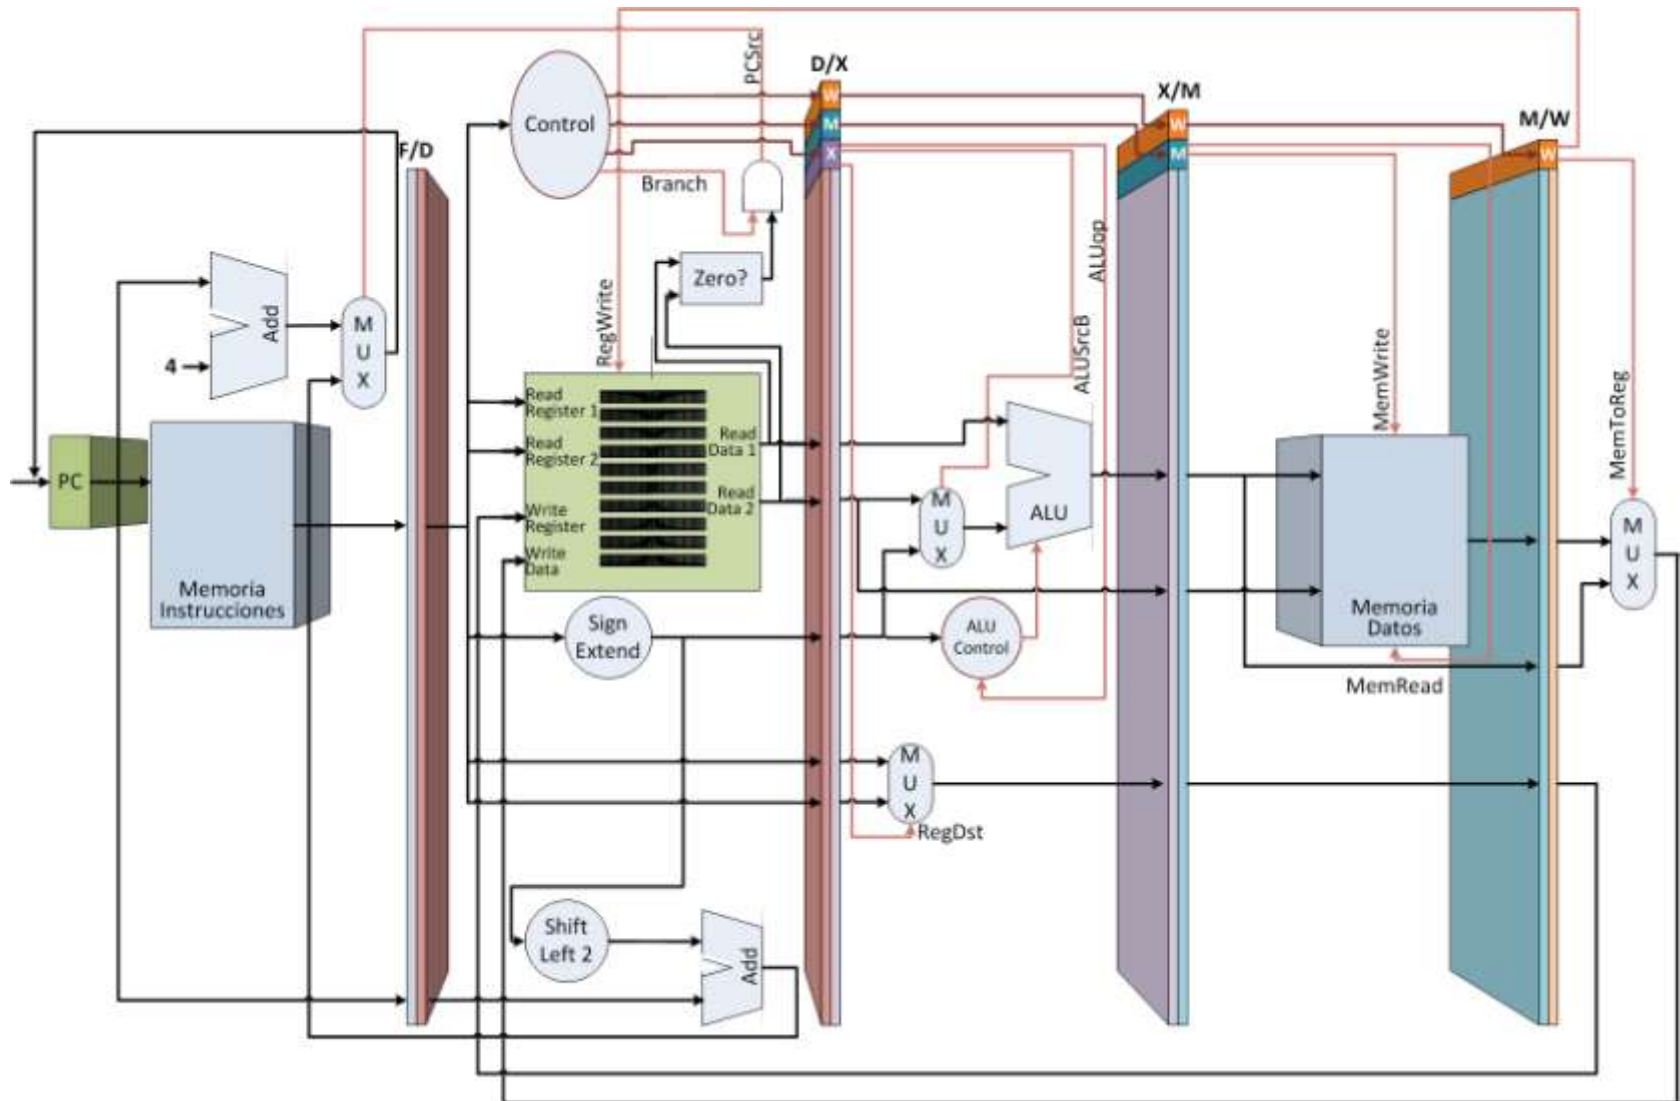 PCSrc
D/X
W
M
X
X/M
W
M
M/W
W
Control
F/D
Branch
Zero?
RegWrite
ALUop
ALUSrcB
MemWrite
MemToReg
Add
4
M
U
X
PC
Memoria
Instrucciones
Read
Register 1
Read
Register 2
Write
Register
Write
Data
Read
Data 1
Read
Data 2
Sign
Extend
M
U
X
ALU
ALU
Control
Memoria
Datos
MemRead
M
U
X
M
U
X
RegDst
Shift
Left 2
Add